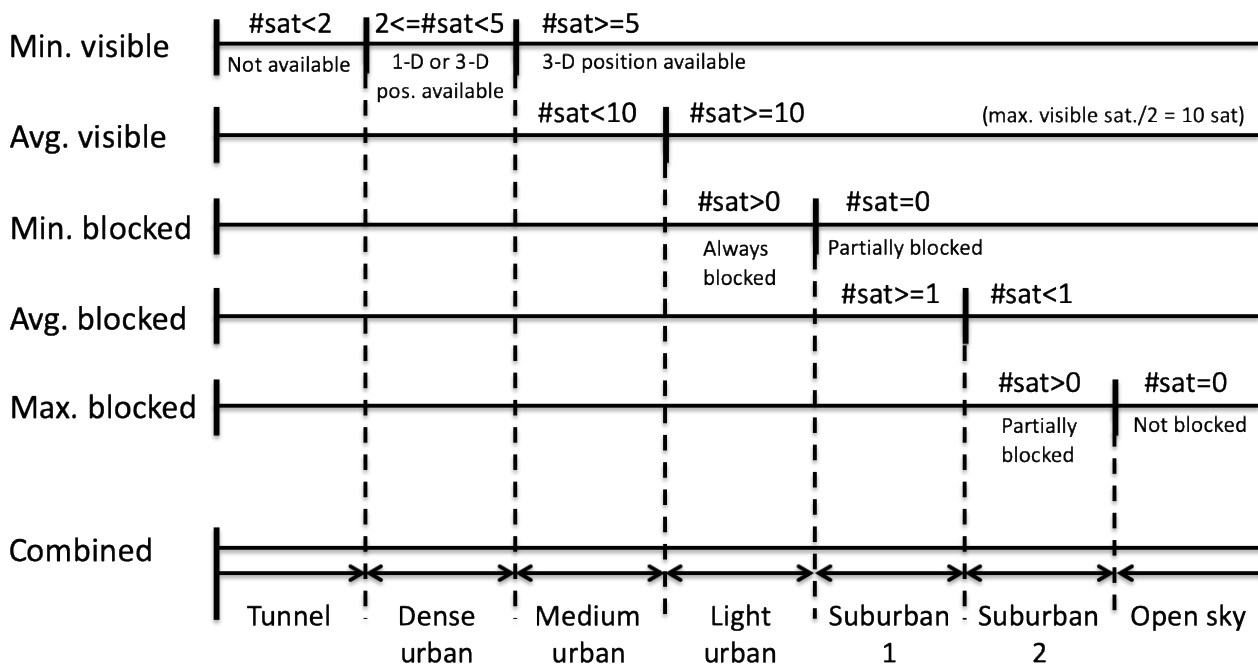 Min. visible
#sat<2
2<=#sat<5
#sat>=5
Not available
1-D or 3-D
pos. available
3-D position available
Avg. visible
#sat<10
#sat>=10
(max. visible sat./2 = 10 sat)
Min. blocked
#sat>0
#sat=0
Always
blocked
Partially blocked
Avg. blocked
#sat>=1
#sat<1
Max. blocked
#sat>0
#sat=0
Partially
blocked
Not blocked
Combined
Tunnel
Dense
urban
Medium
urban
Light
urban
Suburban
1
Suburban
2
Open sky